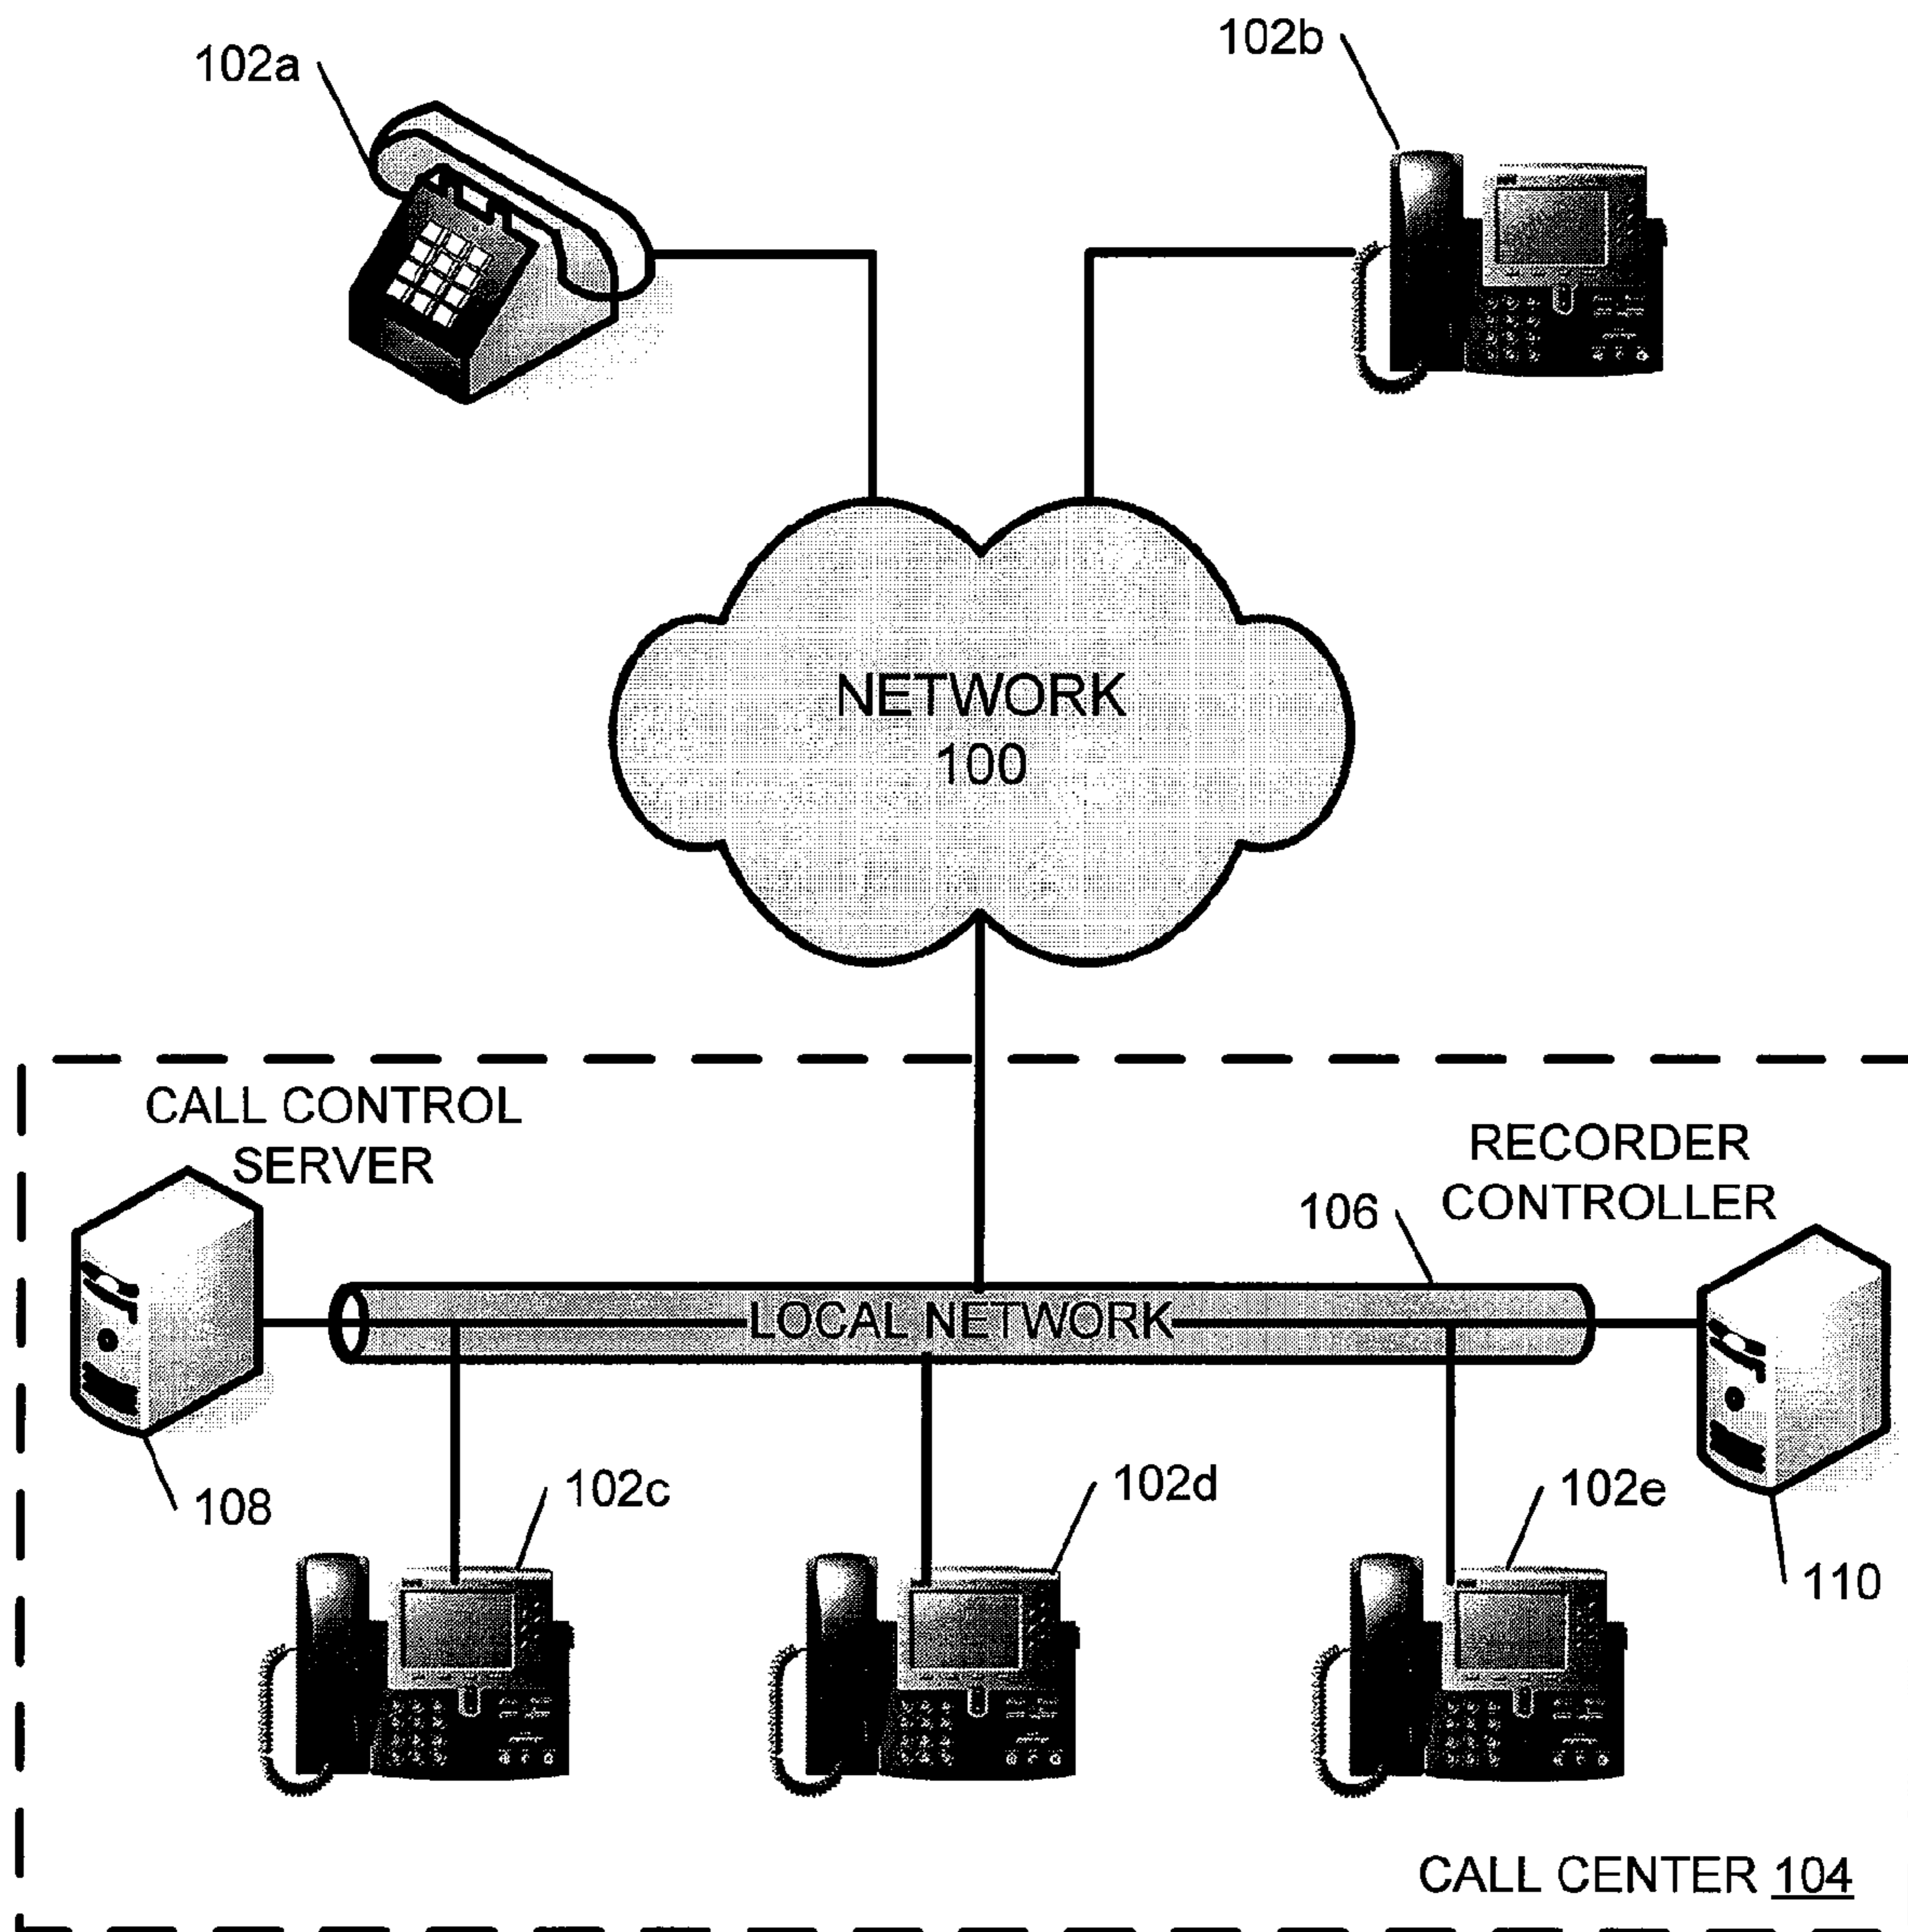 102a
102b
NETWORK
100
CALL CONTROL
SERVER
RECORDER
CONTROLLER
106
LOCAL NETWORK
108
102c
102d
102e
110
CALL CENTER 104